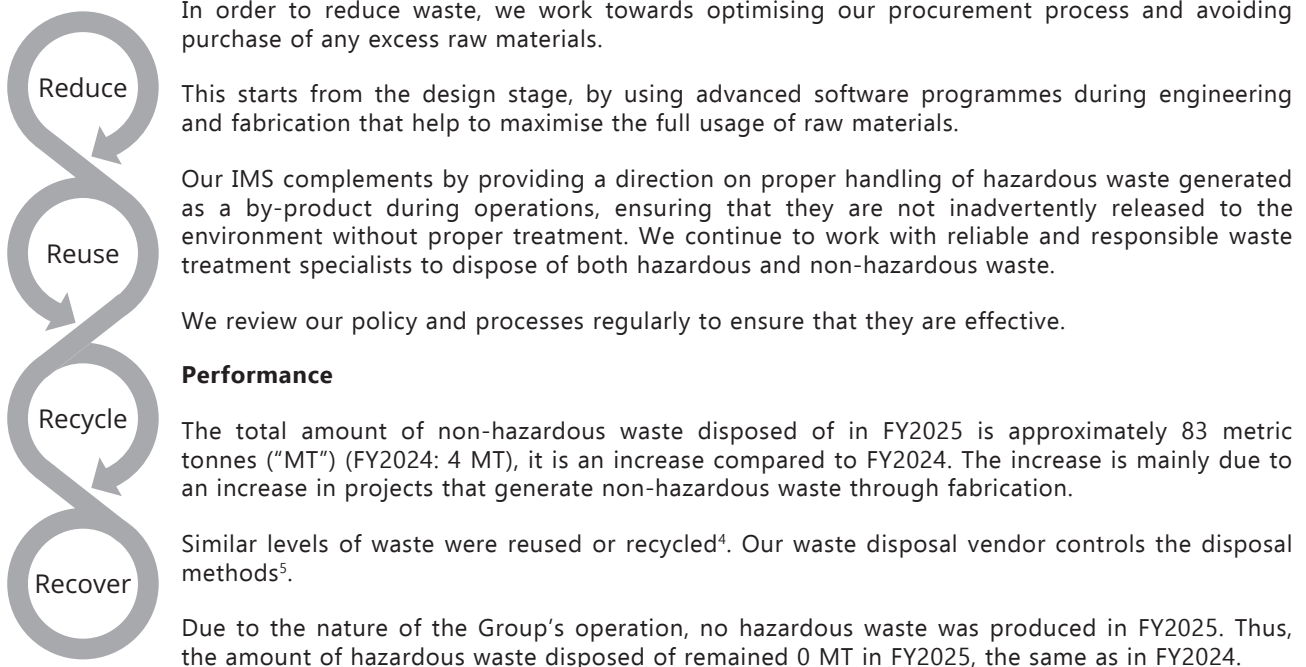 In order to reduce waste, we work towards optimising our procurement process and avoiding
purchase of any excess raw materials.
Reduce
This starts from the design stage, by using advanced software programmes during engineering
and fabrication that help to maximise the full usage of raw materials.
Our IMS complements by providing a direction on proper handling of hazardous waste generated
as a by-product during operations, ensuring that they are not inadvertently released to the
environment without proper treatment. We continue to work with reliable and responsible waste
treatment specialists to dispose of both hazardous and non-hazardous waste.
Reuse
We review our policy and processes regularly to ensure that they are effective.
Performance
Recycle
The total amount of non-hazardous waste disposed of in FY2025 is approximately 83 metric
tonnes (“MT”) (FY2024: 4 MT), it is an increase compared to FY2024. The increase is mainly due to
an increase in projects that generate non-hazardous waste through fabrication.
Similar levels of waste were reused or recycled⁴. Our waste disposal vendor controls the disposal
methods⁵.
Recover
Due to the nature of the Group’s operation, no hazardous waste was produced in FY2025. Thus,
the amount of hazardous waste disposed of remained 0 MT in FY2025, the same as in FY2024.